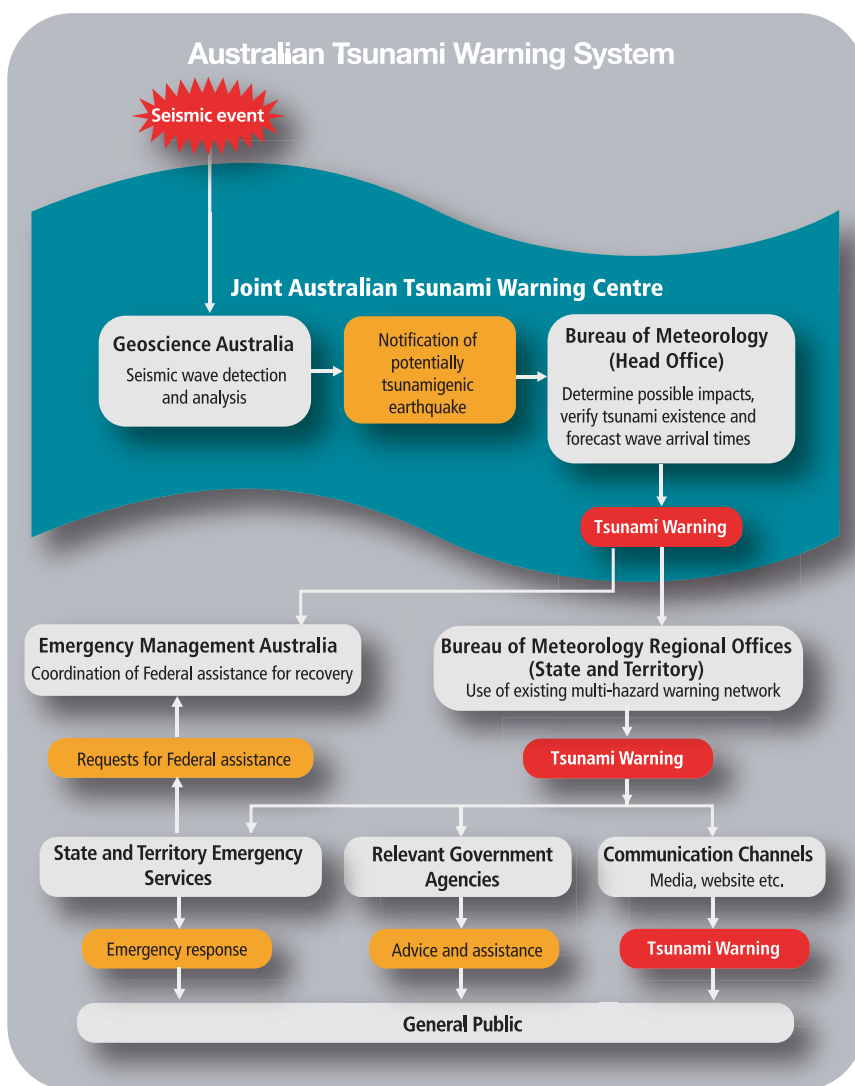 Australian Tsunami Warning System
Seismic event
Joint Australian Tsunami Warning Centre
Geoscience Australia
Seismic wave detection
and analysis
Notification of
potentially
tsunamigenic
earthquake
Bureau of Meteorology
(Head Office)
Determine possible impacts,
verify tsunami existence and
forecast wave arrival times
Tsunami Warning
Emergency Management Australia
Coordination of Federal assistance for recovery
Bureau of Meteorology Regional Offices
(State and Territory)
Use of existing multi-hazard warning network
Requests for Federal assistance
Tsunami Warning
State and Territory Emergency
Services
Relevant Government
Agencies
Communication Channels
Media, website etc.
Emergency response
Advice and assistance
Tsunami Warning
General Public